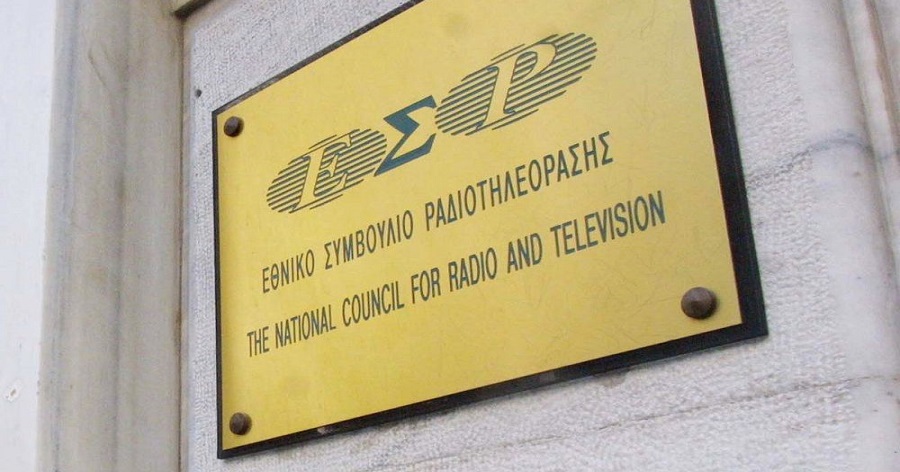 ΕΣΡ
ΕΘΝΙΚΟ ΣΥΜΒΟΥΛΙΟ ΡΑΔΙΟΤΗΛΕΟΡΑΣΗΣ
THE NATIONAL COUNCIL FOR RADIO AND TELEVISION